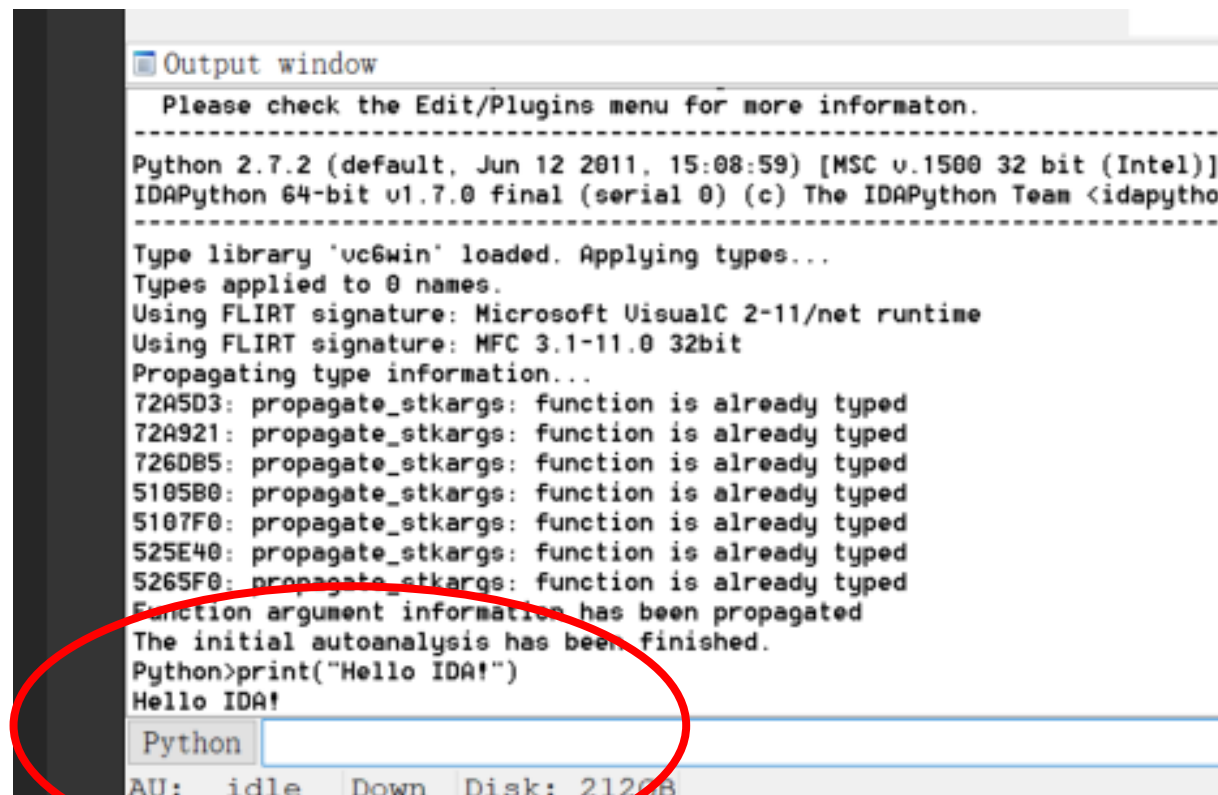 Output window
Please check the Edit/Plugins menu for more informaton.
--------------------------------------------------------------------------
Python 2.7.2 (default, Jun 12 2011, 15:08:59) [MSC v.1500 32 bit (Intel)]
IDAPython 64-bit v1.7.0 final (serial 0) (c) The IDAPython Team <idapytho
--------------------------------------------------------------------------
Type library 'vc6win' loaded. Applying types...
Types applied to 0 names.
Using FLIRT signature: Microsoft VisualC 2-11/net runtime
Using FLIRT signature: MFC 3.1-11.0 32bit
Propagating type information...
72A5D3: propagate_stkargs: function is already typed
72A921: propagate_stkargs: function is already typed
726DB5: propagate_stkargs: function is already typed
5105B0: propagate_stkargs: function is already typed
5107F0: propagate_stkargs: function is already typed
525E40: propagate_stkargs: function is already typed
5265F0: propagate_stkargs: function is already typed
Function argument information has been propagated
The initial autoanalysis has been finished.
Python>print("Hello IDA!")
Hello IDA!
Python
AU: idle Down Disk: 212GB